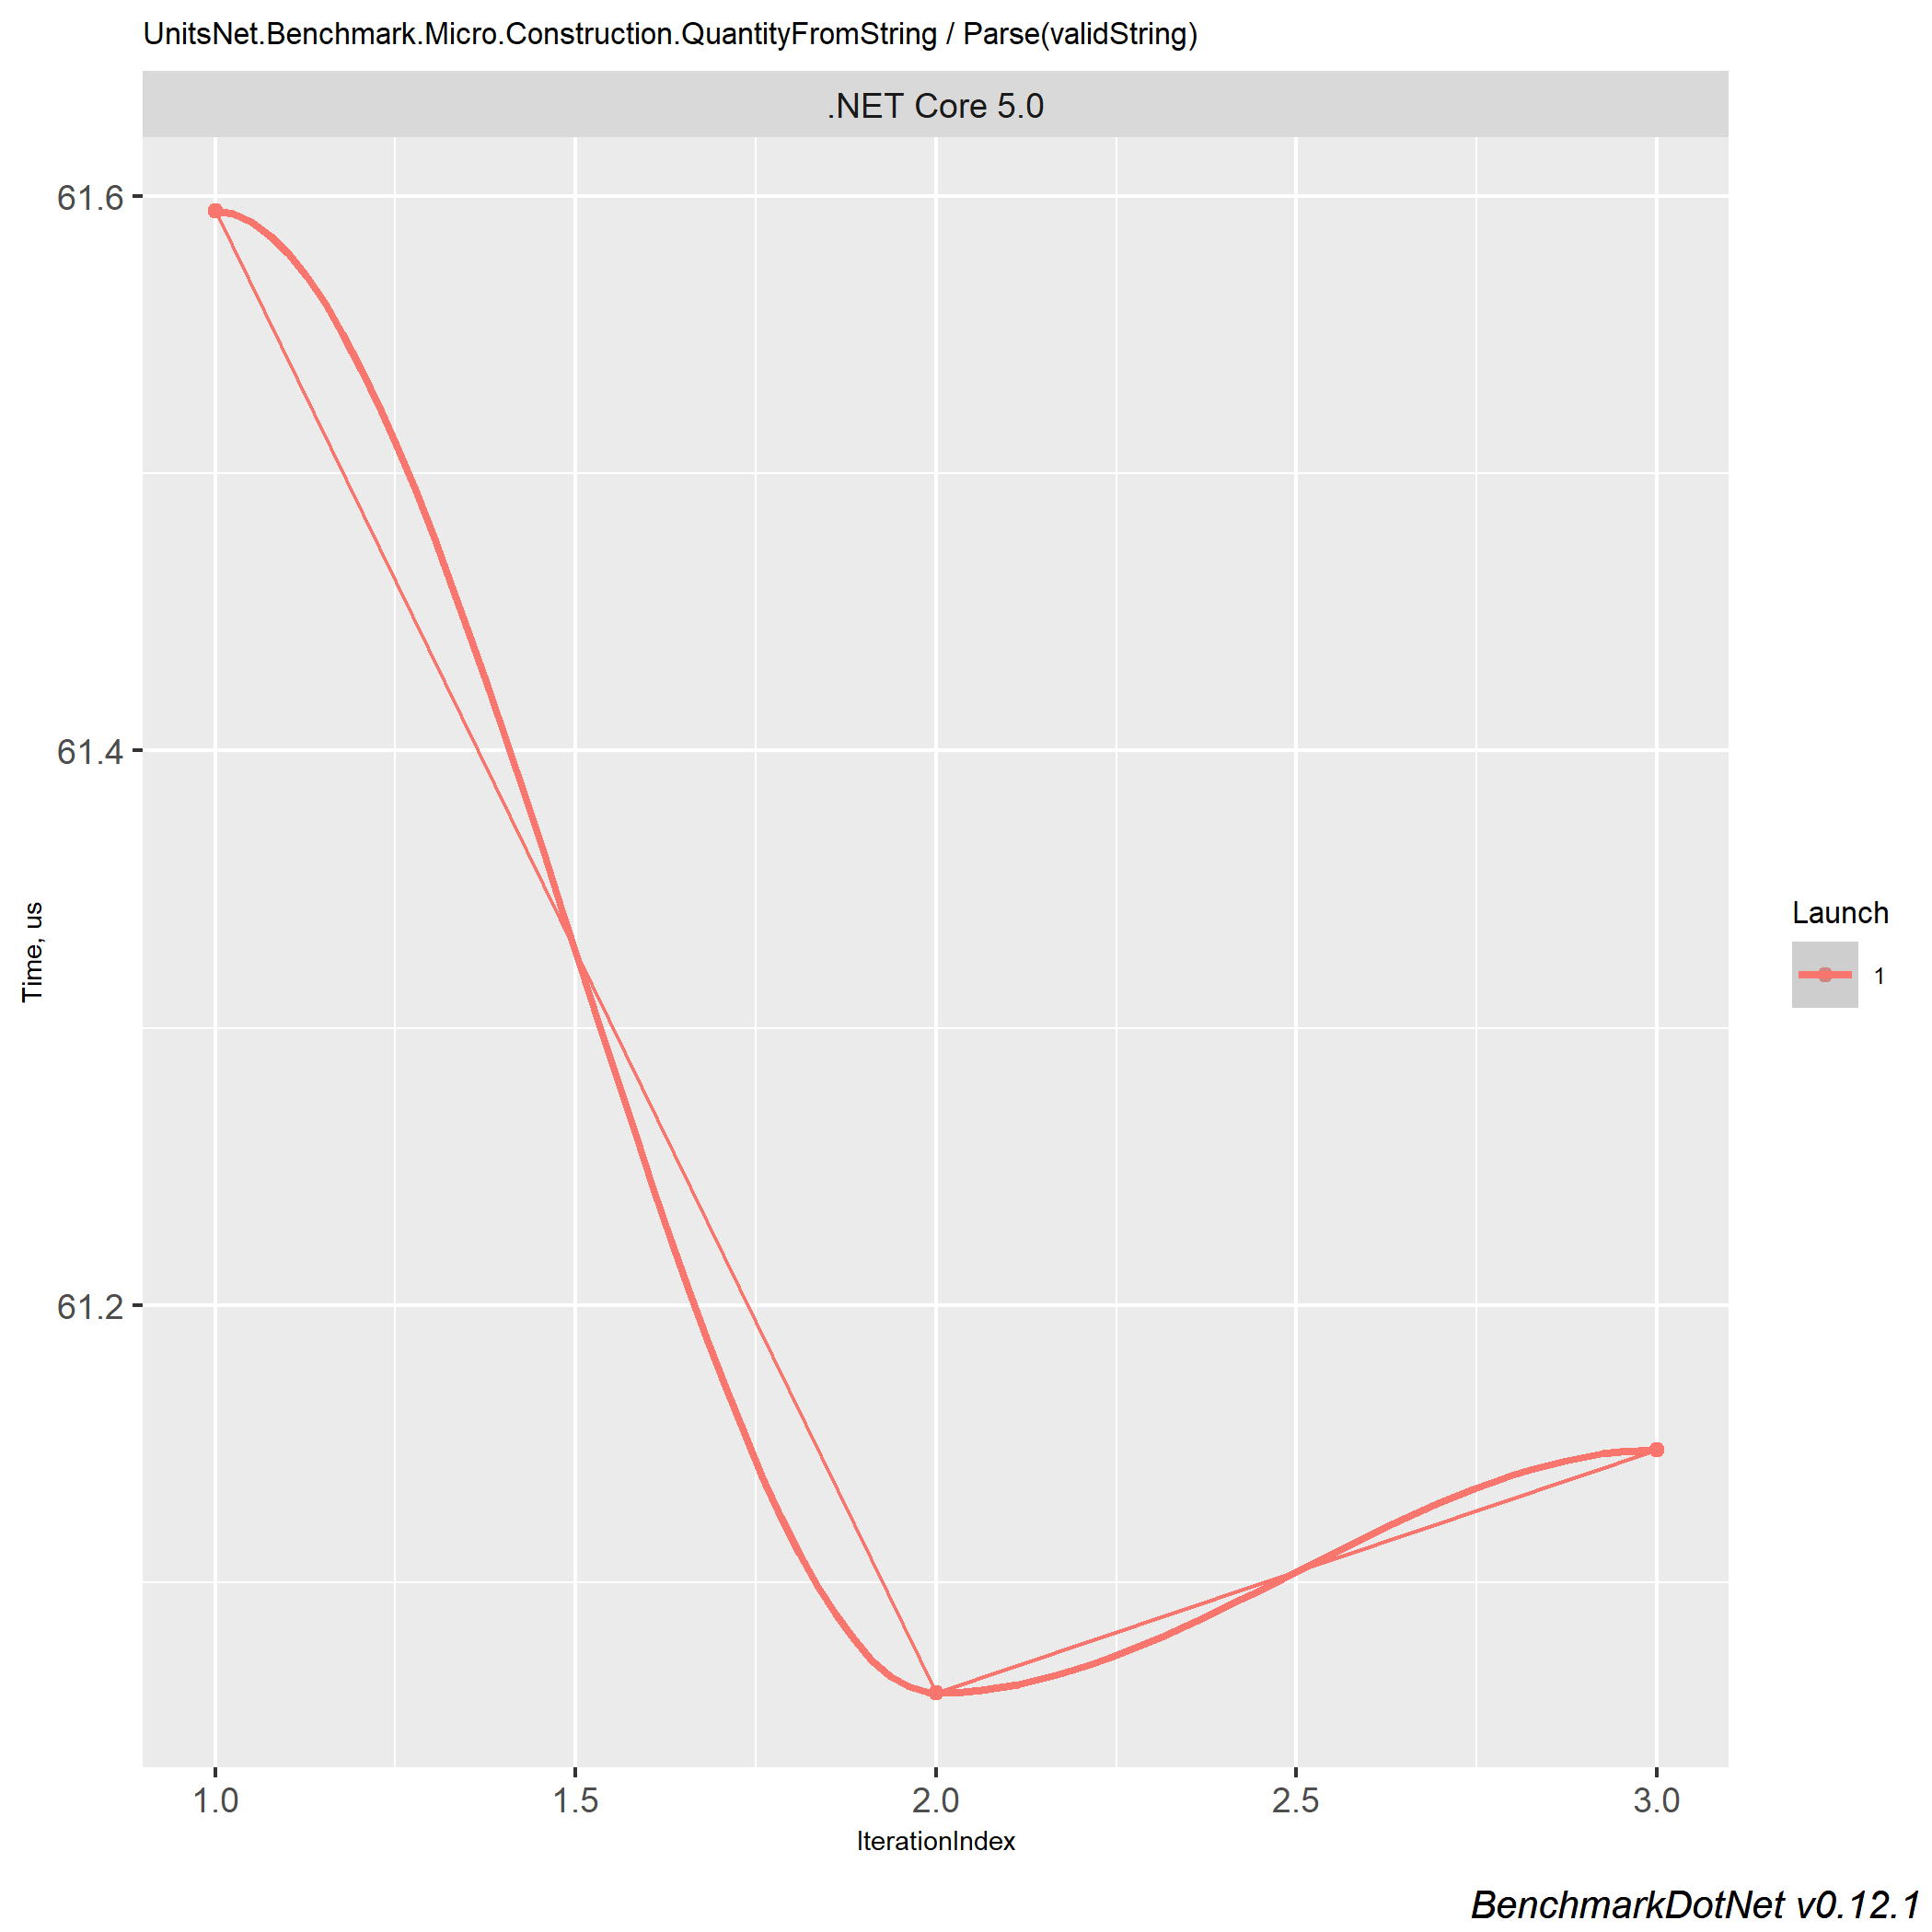 UnitsNet.Benchmark.Micro.Construction.QuantityFromString / Parse(validString)
.NET Core 5.0
61.6
61.4
61.2
Time, us
1.0 1.5 2.0 2.5 3.0
IterationIndex
Launch
1
BenchmarkDotNet v0.12.1